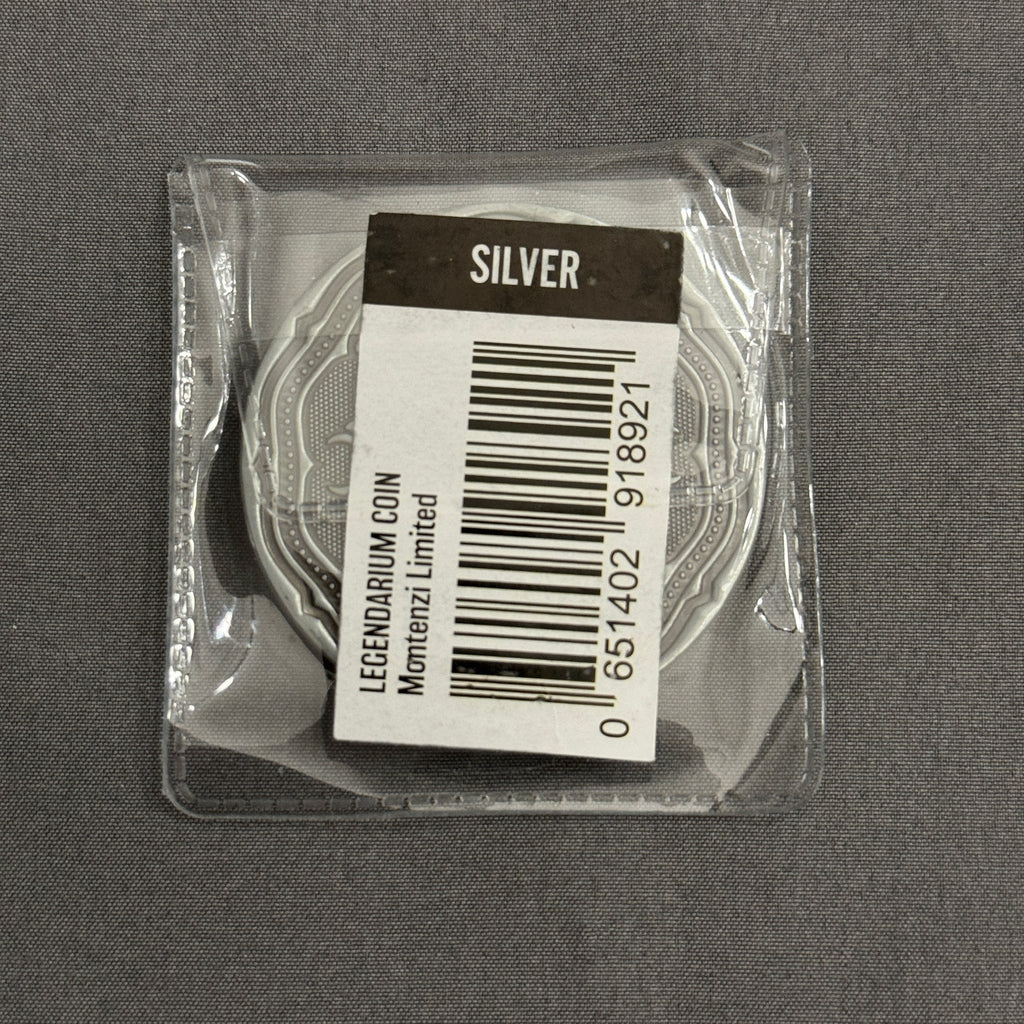 SiLVER
LEGENDARIUM COIN
Montenzi Limited
0 651402 918921